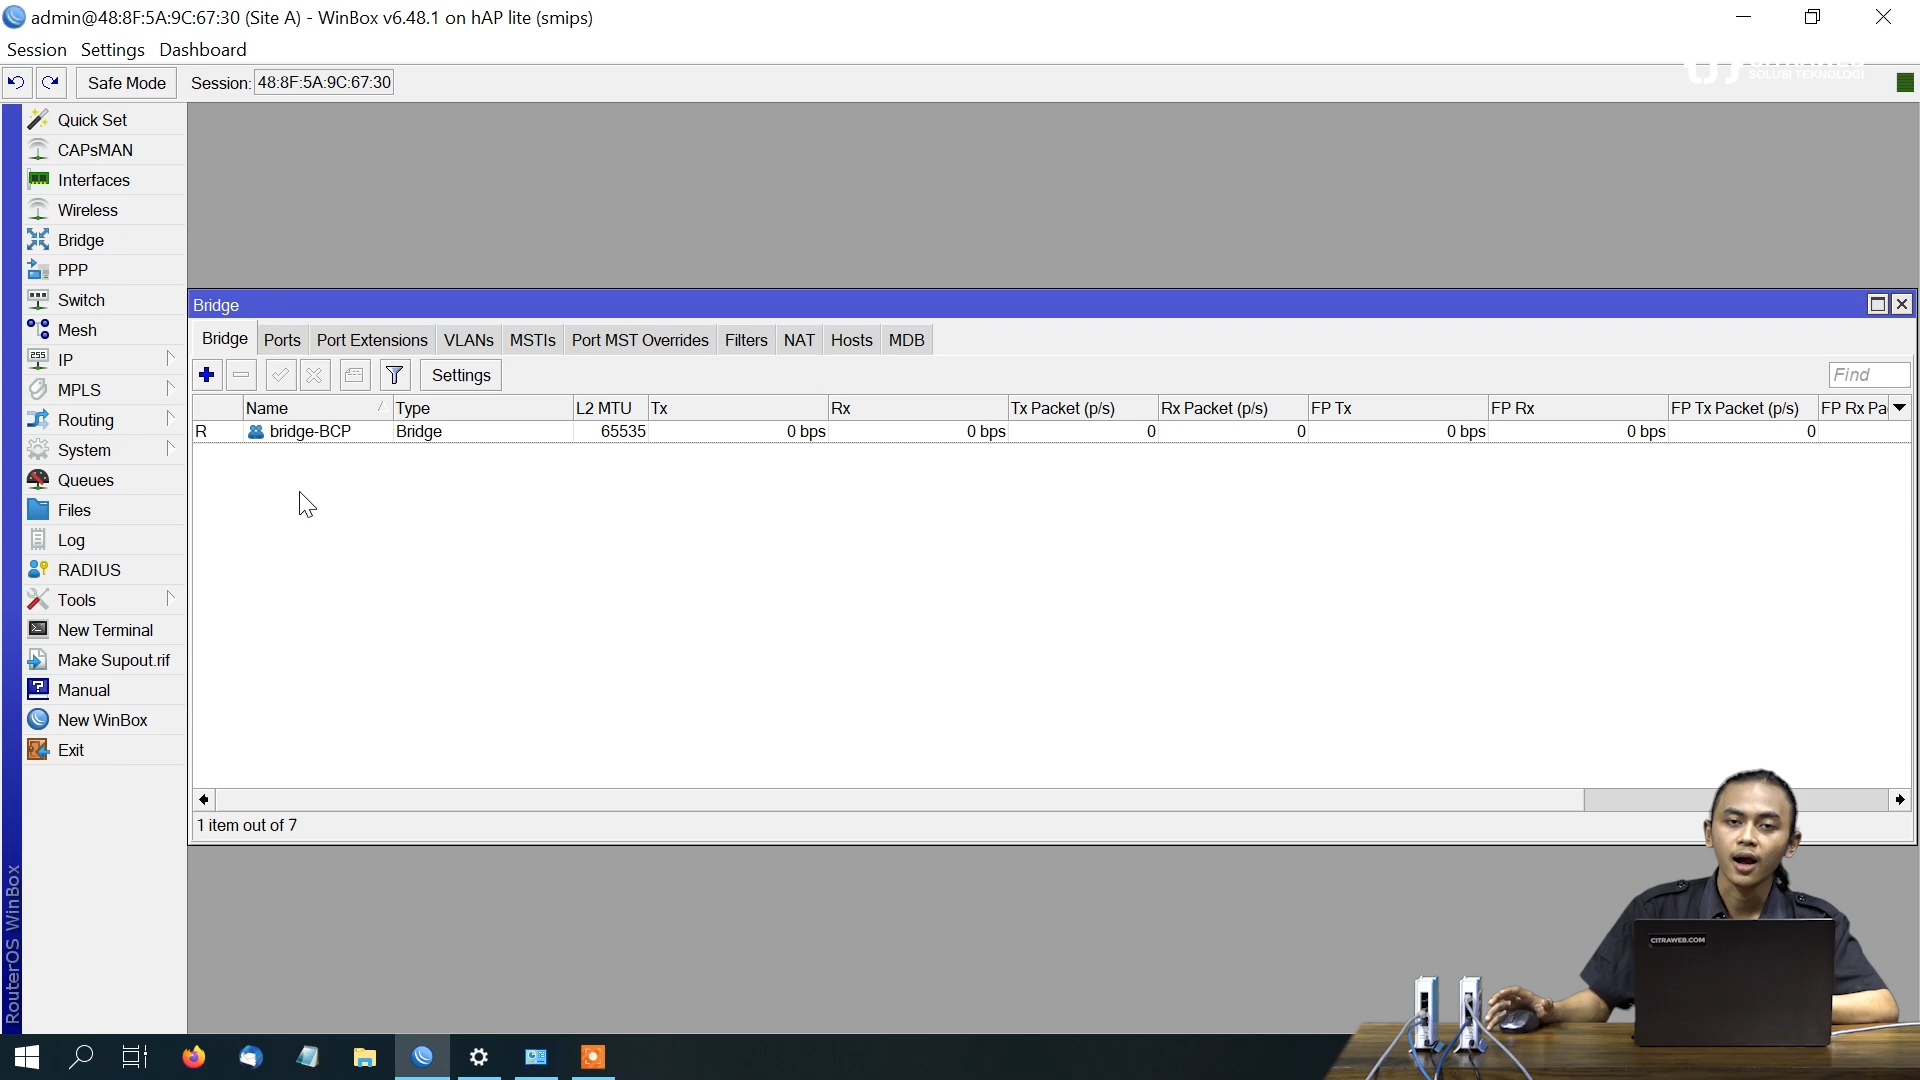 admin@48:8F:5A:9C:67:30 (Site A) - WinBox v6.48.1 on hAP lite (smips)
Session Settings Dashboard
Safe Mode Session: 48:8F:5A:9C:67:30
SOLUSI TEKNOLOGI
Quick Set
CAPsMAN
Interfaces
Wireless
Bridge
PPP
Switch
Mesh
IP
MPLS
Routing
System
Queues
Files
Log
RADIUS
Tools
New Terminal
Make Supout.rif
Manual
New WinBox
Exit
RouterOS WinBox
Bridge
Bridge Ports Port Extensions VLANs MSTIs Port MST Overrides Filters NAT Hosts MDB
Settings Find
Name Type L2 MTU Tx Rx Tx Packet (p/s) Rx Packet (p/s) FP Tx FP Rx FP Tx Packet (p/s) FP Rx Pa
R bridge-BCP Bridge 65535 0 bps 0 bps 0 0 0 bps 0 bps 0
1 item out of 7
CITRAWEB.COM